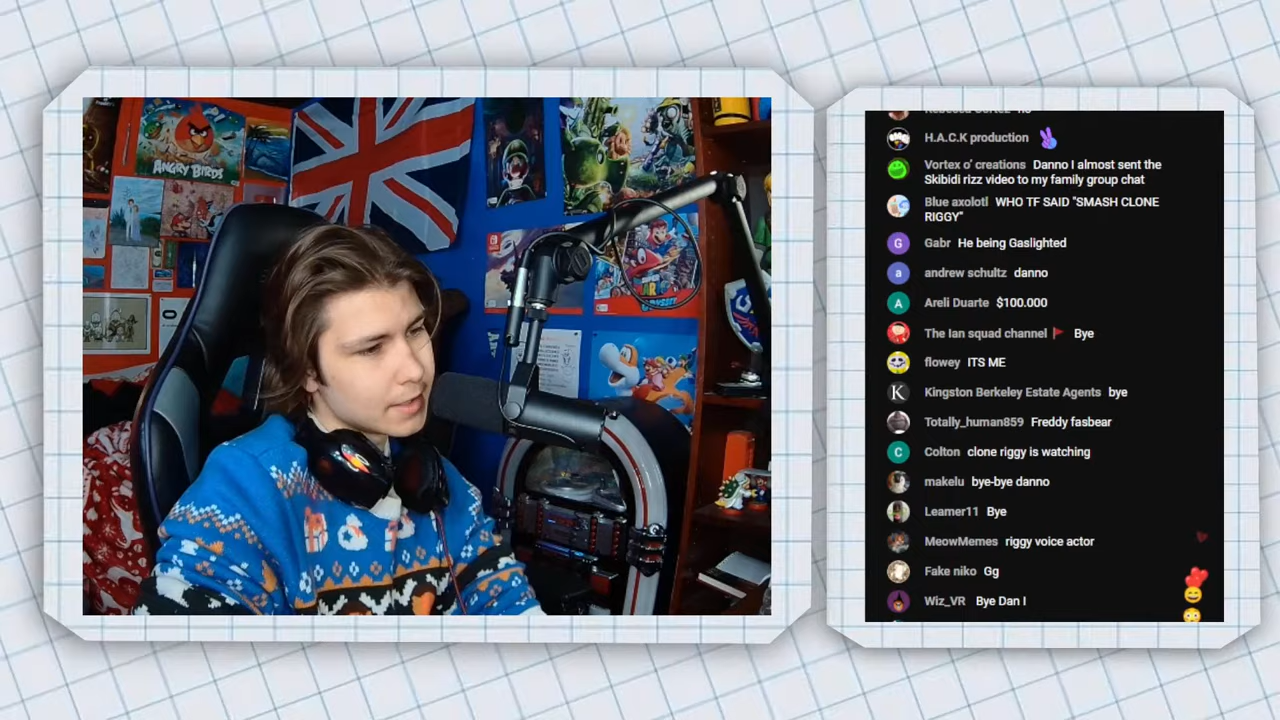 ANGRY BIRDS
H.A.C.K production
Vortex o' creations Danno I almost sent the
Skibidi rizz video to my family group chat
Blue axolotl WHO TF SAID "SMASH CLONE
RIGGY"
Gabr He being Gaslighted
andrew schultz danno
Areli Duarte $100.000
The Ian squad channel Bye
flowey ITS ME
Kingston Berkeley Estate Agents bye
Totally_human859 Freddy fasbear
Colton clone riggy is watching
makelu bye-bye danno
Leamer11 Bye
MeowMemes riggy voice actor
Fake niko Gg
Wiz_VR Bye Dan !